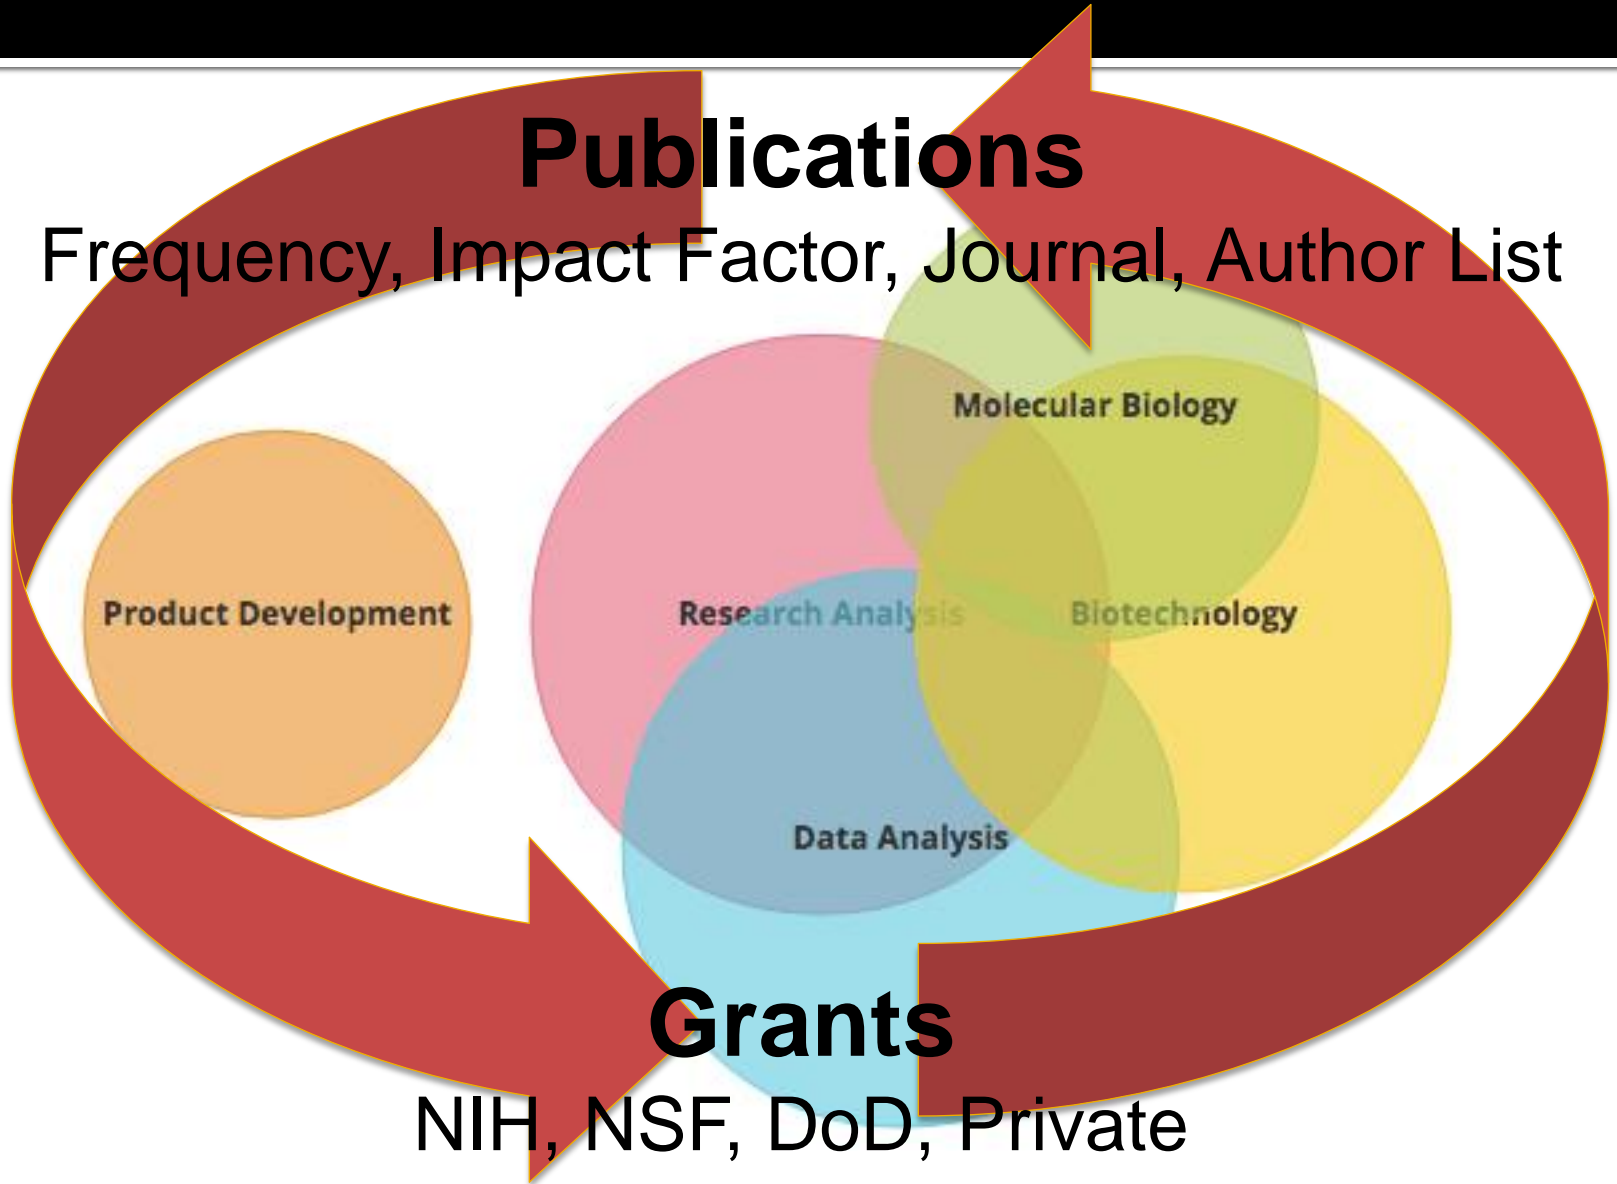 Publications
Frequency, Impact Factor, Journal, Author List
Molecular Biology
Product Development
Research Analysis
Biotechnology
Data Analysis
Grants
NIH, NSF, DoD, Private